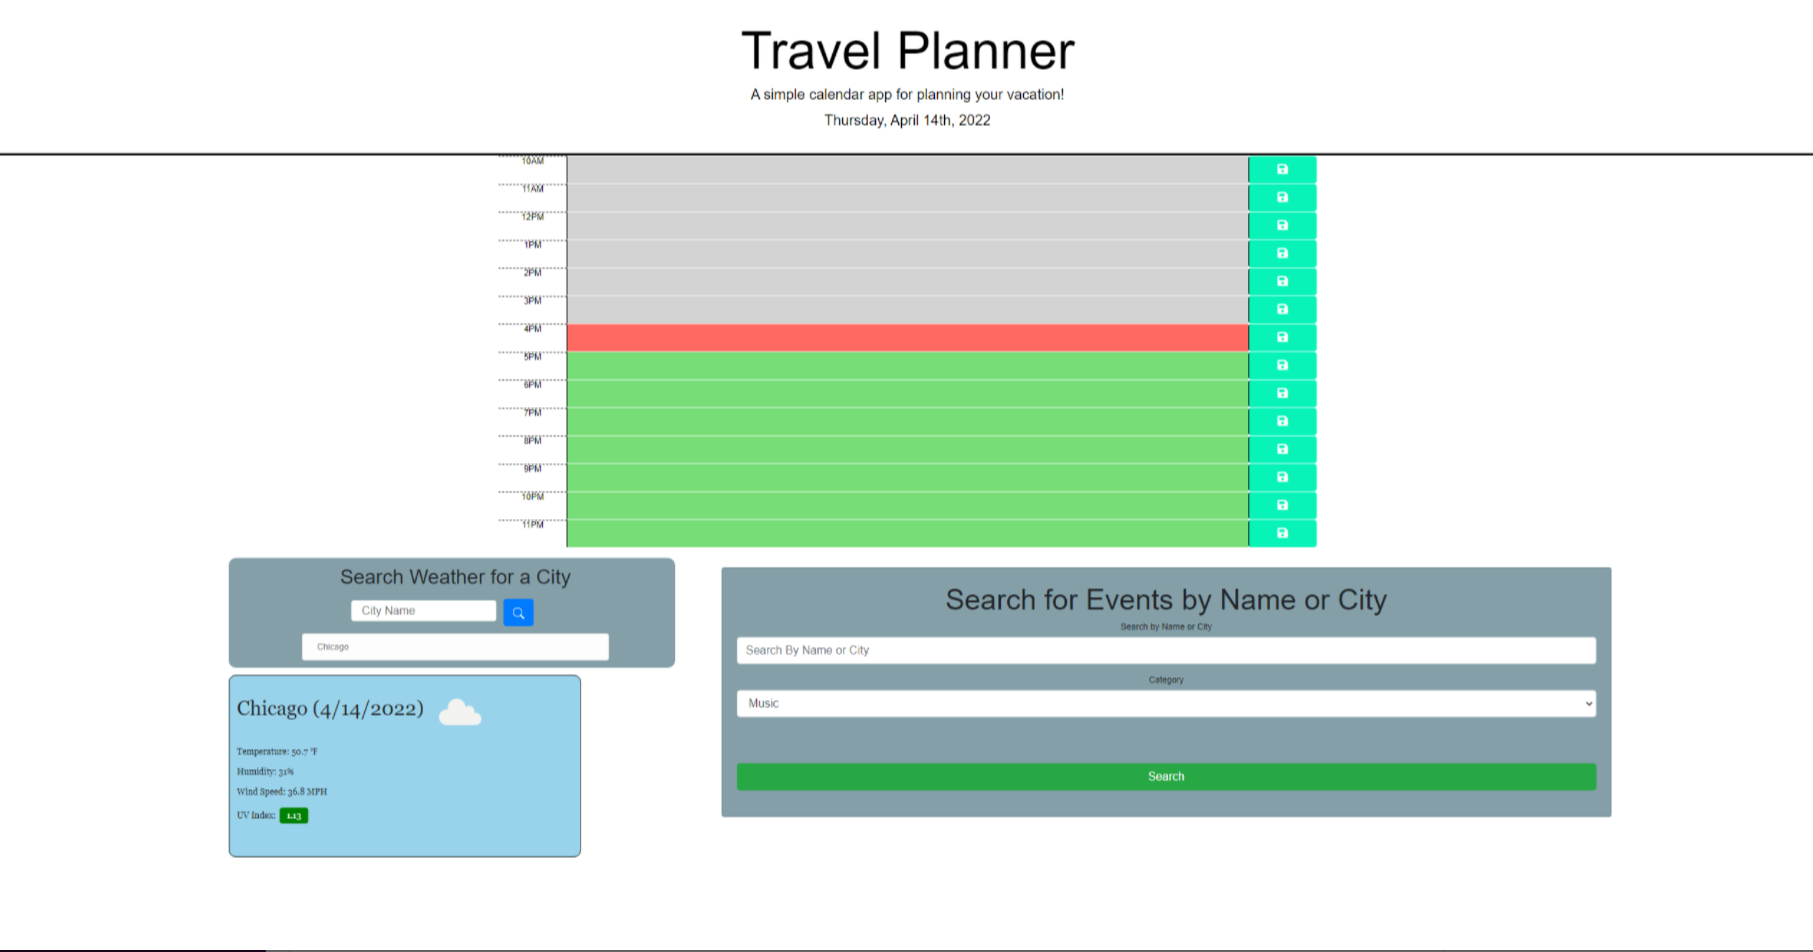 Travel Planner
A simple calendar app for planning your vacation!
Thursday, April 14th, 2022
10AM
11AM
12PM
1PM
2PM
3PM
4PM
5PM
6PM
7PM
8PM
9PM
10PM
11PM
Search Weather for a City
City Name
Chicago
Chicago (4/14/2022)
Temperature: 50.7 °F
Humidity: 31%
Wind Speed: 36.8 MPH
UV Index: 1.13
Search for Events by Name or City
Search by Name or City
Search By Name or City
Category
Music
Search